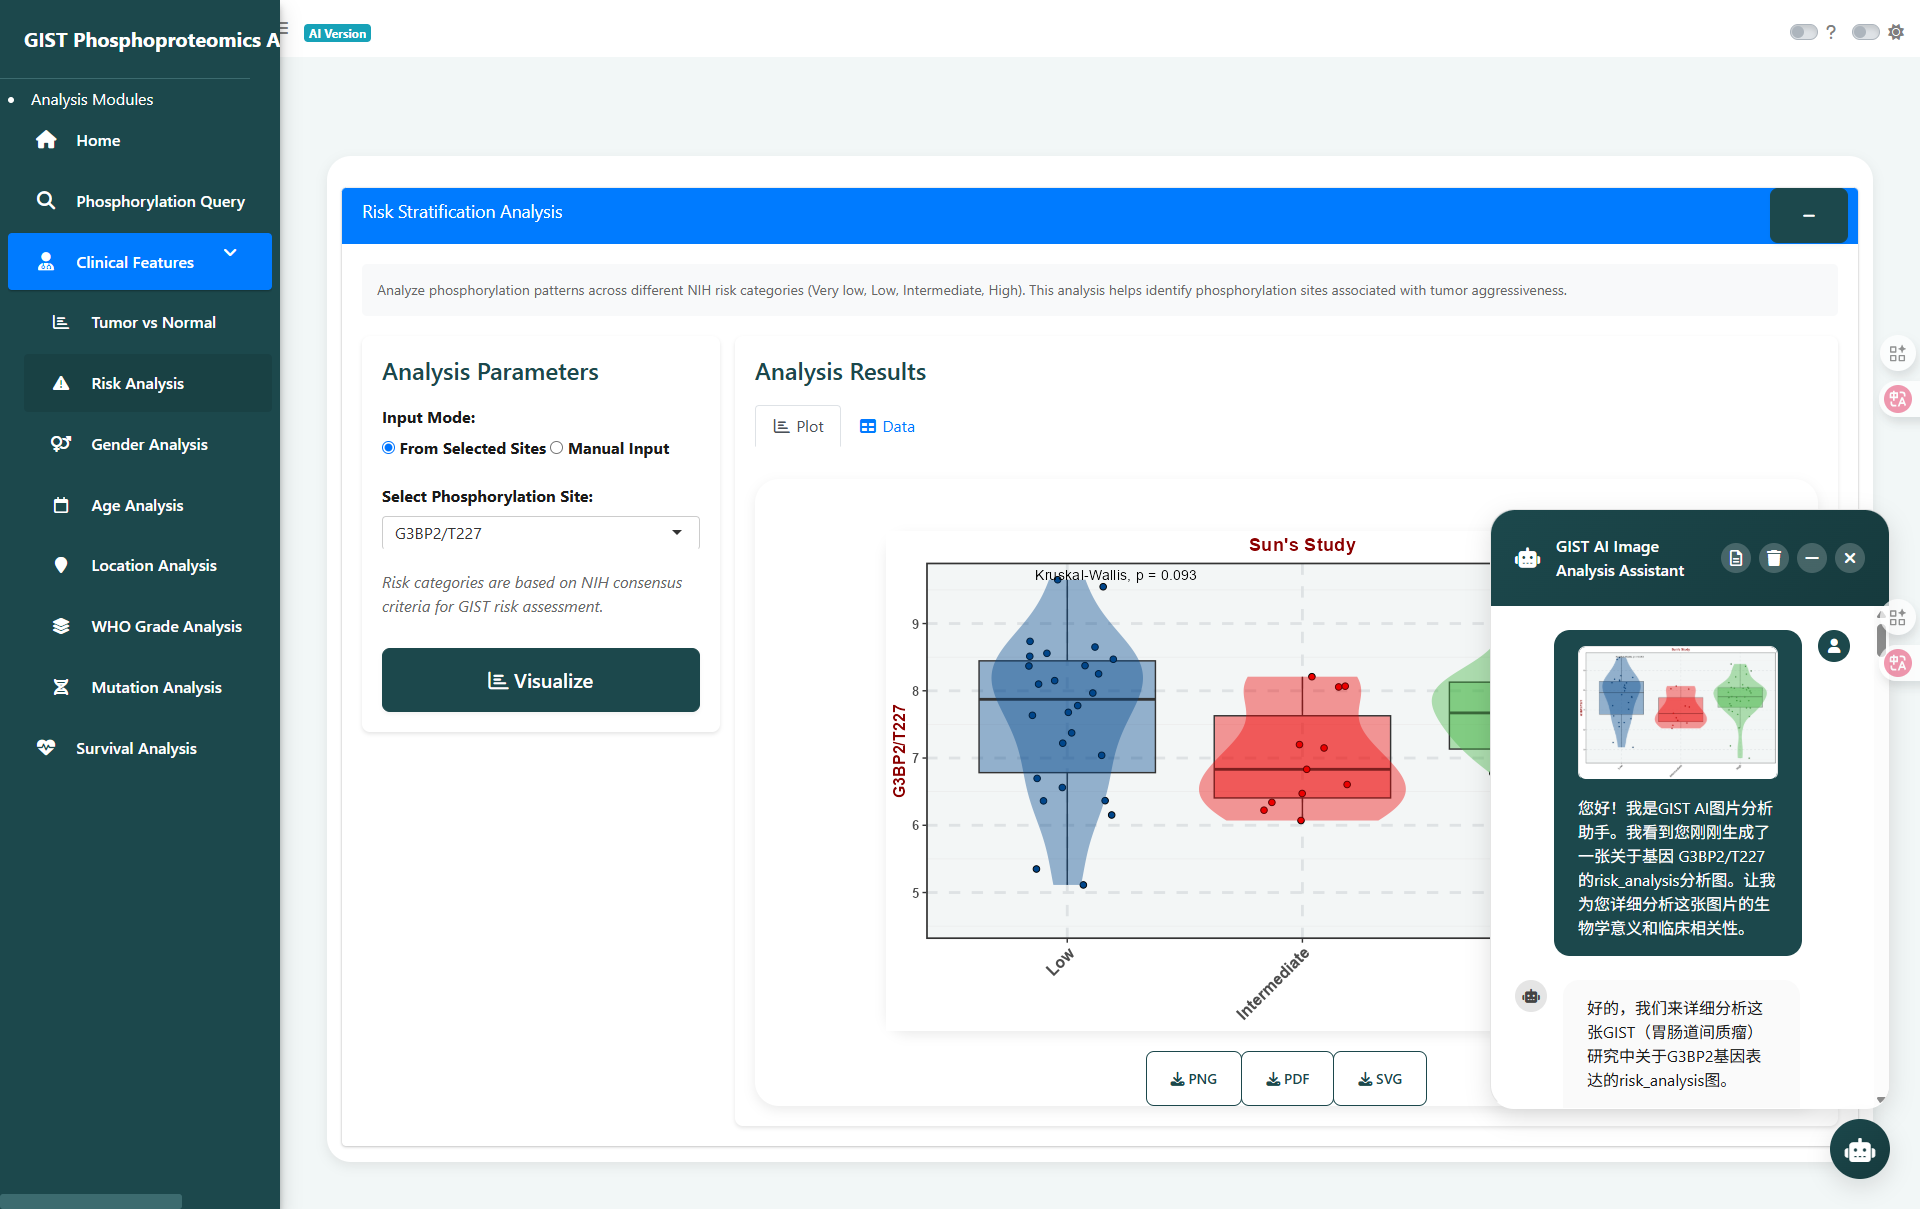 GIST Phosphoproteomics A
AI Version
?
Analysis Modules
Home
Phosphorylation Query
Clinical Features
Tumor vs Normal
Risk Analysis
Gender Analysis
Age Analysis
Location Analysis
WHO Grade Analysis
Mutation Analysis
Survival Analysis
Risk Stratification Analysis
Analyze phosphorylation patterns across different NIH risk categories (Very low, Low, Intermediate, High). This analysis helps identify phosphorylation sites associated with tumor aggressiveness.
Analysis Parameters
Input Mode:
From Selected Sites
Manual Input
Select Phosphorylation Site:
G3BP2/T227
Risk categories are based on NIH consensus
criteria for GIST risk assessment.
Visualize
Analysis Results
Plot
Data
Sun's Study
Kruskal-Wallis, p = 0.093
9
8
7
6
5
G3BP2/T227
Low
Intermediate
PNG
PDF
SVG
GIST AI Image
Analysis Assistant
您好！我是GIST AI图片分析
助手。我看到您刚刚生成了
一张关于基因 G3BP2/T227
的risk_analysis分析图。让我
为您详细分析这张图片的生
物学意义和临床相关性。
好的，我们来详细分析这
张GIST（胃肠道间质瘤）
研究中关于G3BP2基因表
达的risk_analysis图。